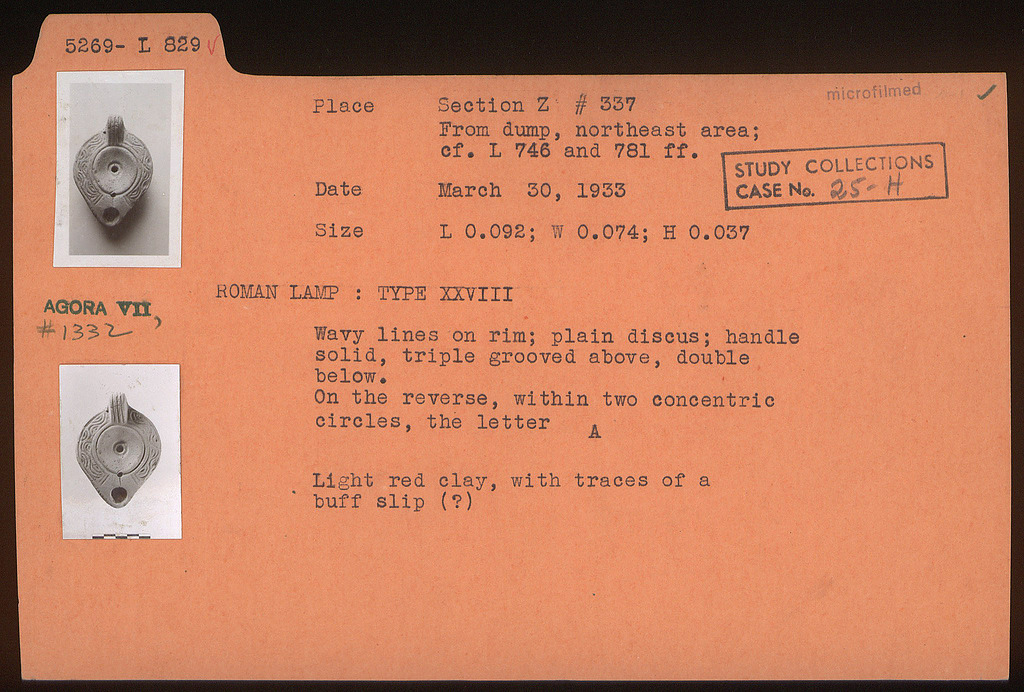 5269- L 829 ✓
microfilmed ✓
Place Section Z # 337
From dump, northeast area;
cf. L 746 and 781 ff.
STUDY COLLECTIONS
CASE No. 25-H
Date March 30, 1933
Size L 0.092; W 0.074; H 0.037
ROMAN LAMP : TYPE XXVIII
AGORA VII,
#1332
Wavy lines on rim; plain discus; handle
solid, triple grooved above, double
below.
On the reverse, within two concentric
circles, the letter A
Light red clay, with traces of a
buff slip (?)